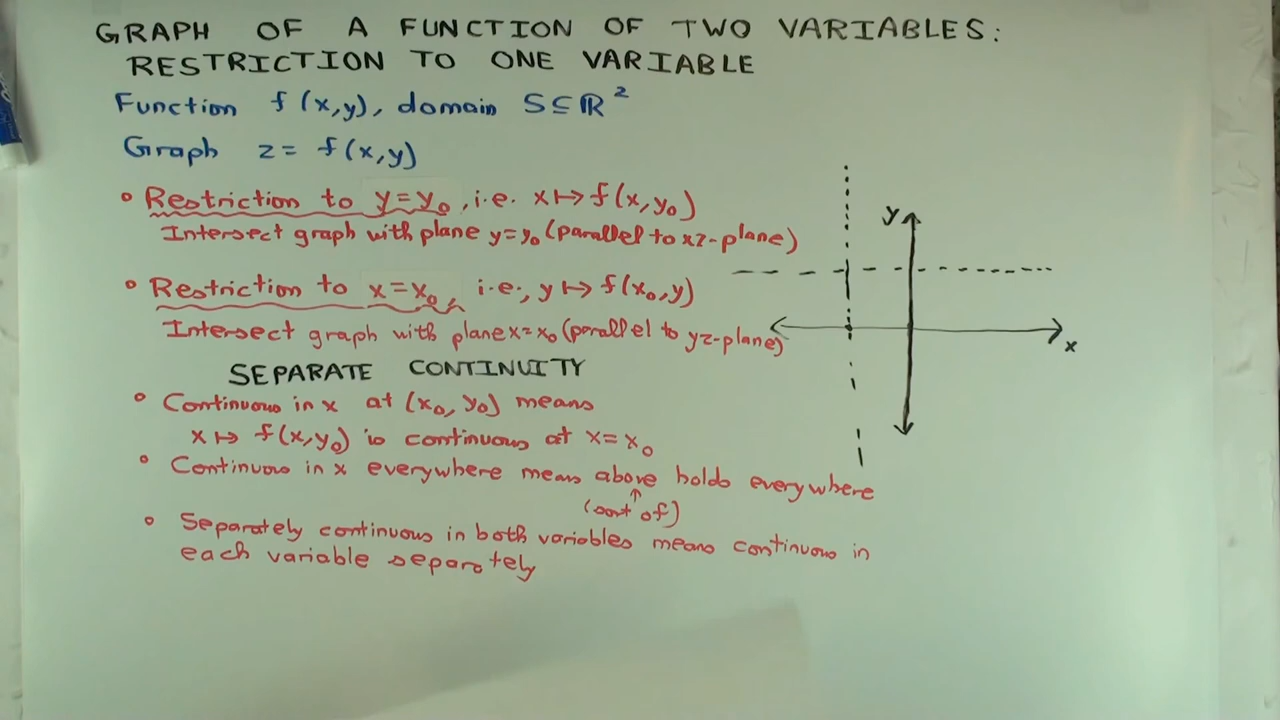 GRAPH OF A FUNCTION OF TWO VARIABLES:
RESTRICTION TO ONE VARIABLE
Function f(x,y), domain S⊆ℝ²
Graph z = f(x,y)
• Restriction to y=y₀, i.e. x ↦ f(x,y₀)
Intersect graph with plane y=y₀ (parallel to xz-plane)
• Restriction to x=x₀, i.e., y ↦ f(x₀,y)
Intersect graph with plane x=x₀ (parallel to yz-plane)
SEPARATE CONTINUITY
• Continuous in x at (x₀, y₀) means
x ↦ f(x,y₀) is continuous at x=x₀
• Continuous in x everywhere means above holds everywhere
(sort of)
• Separately continuous in both variables means continuous in
each variable separately
y
x